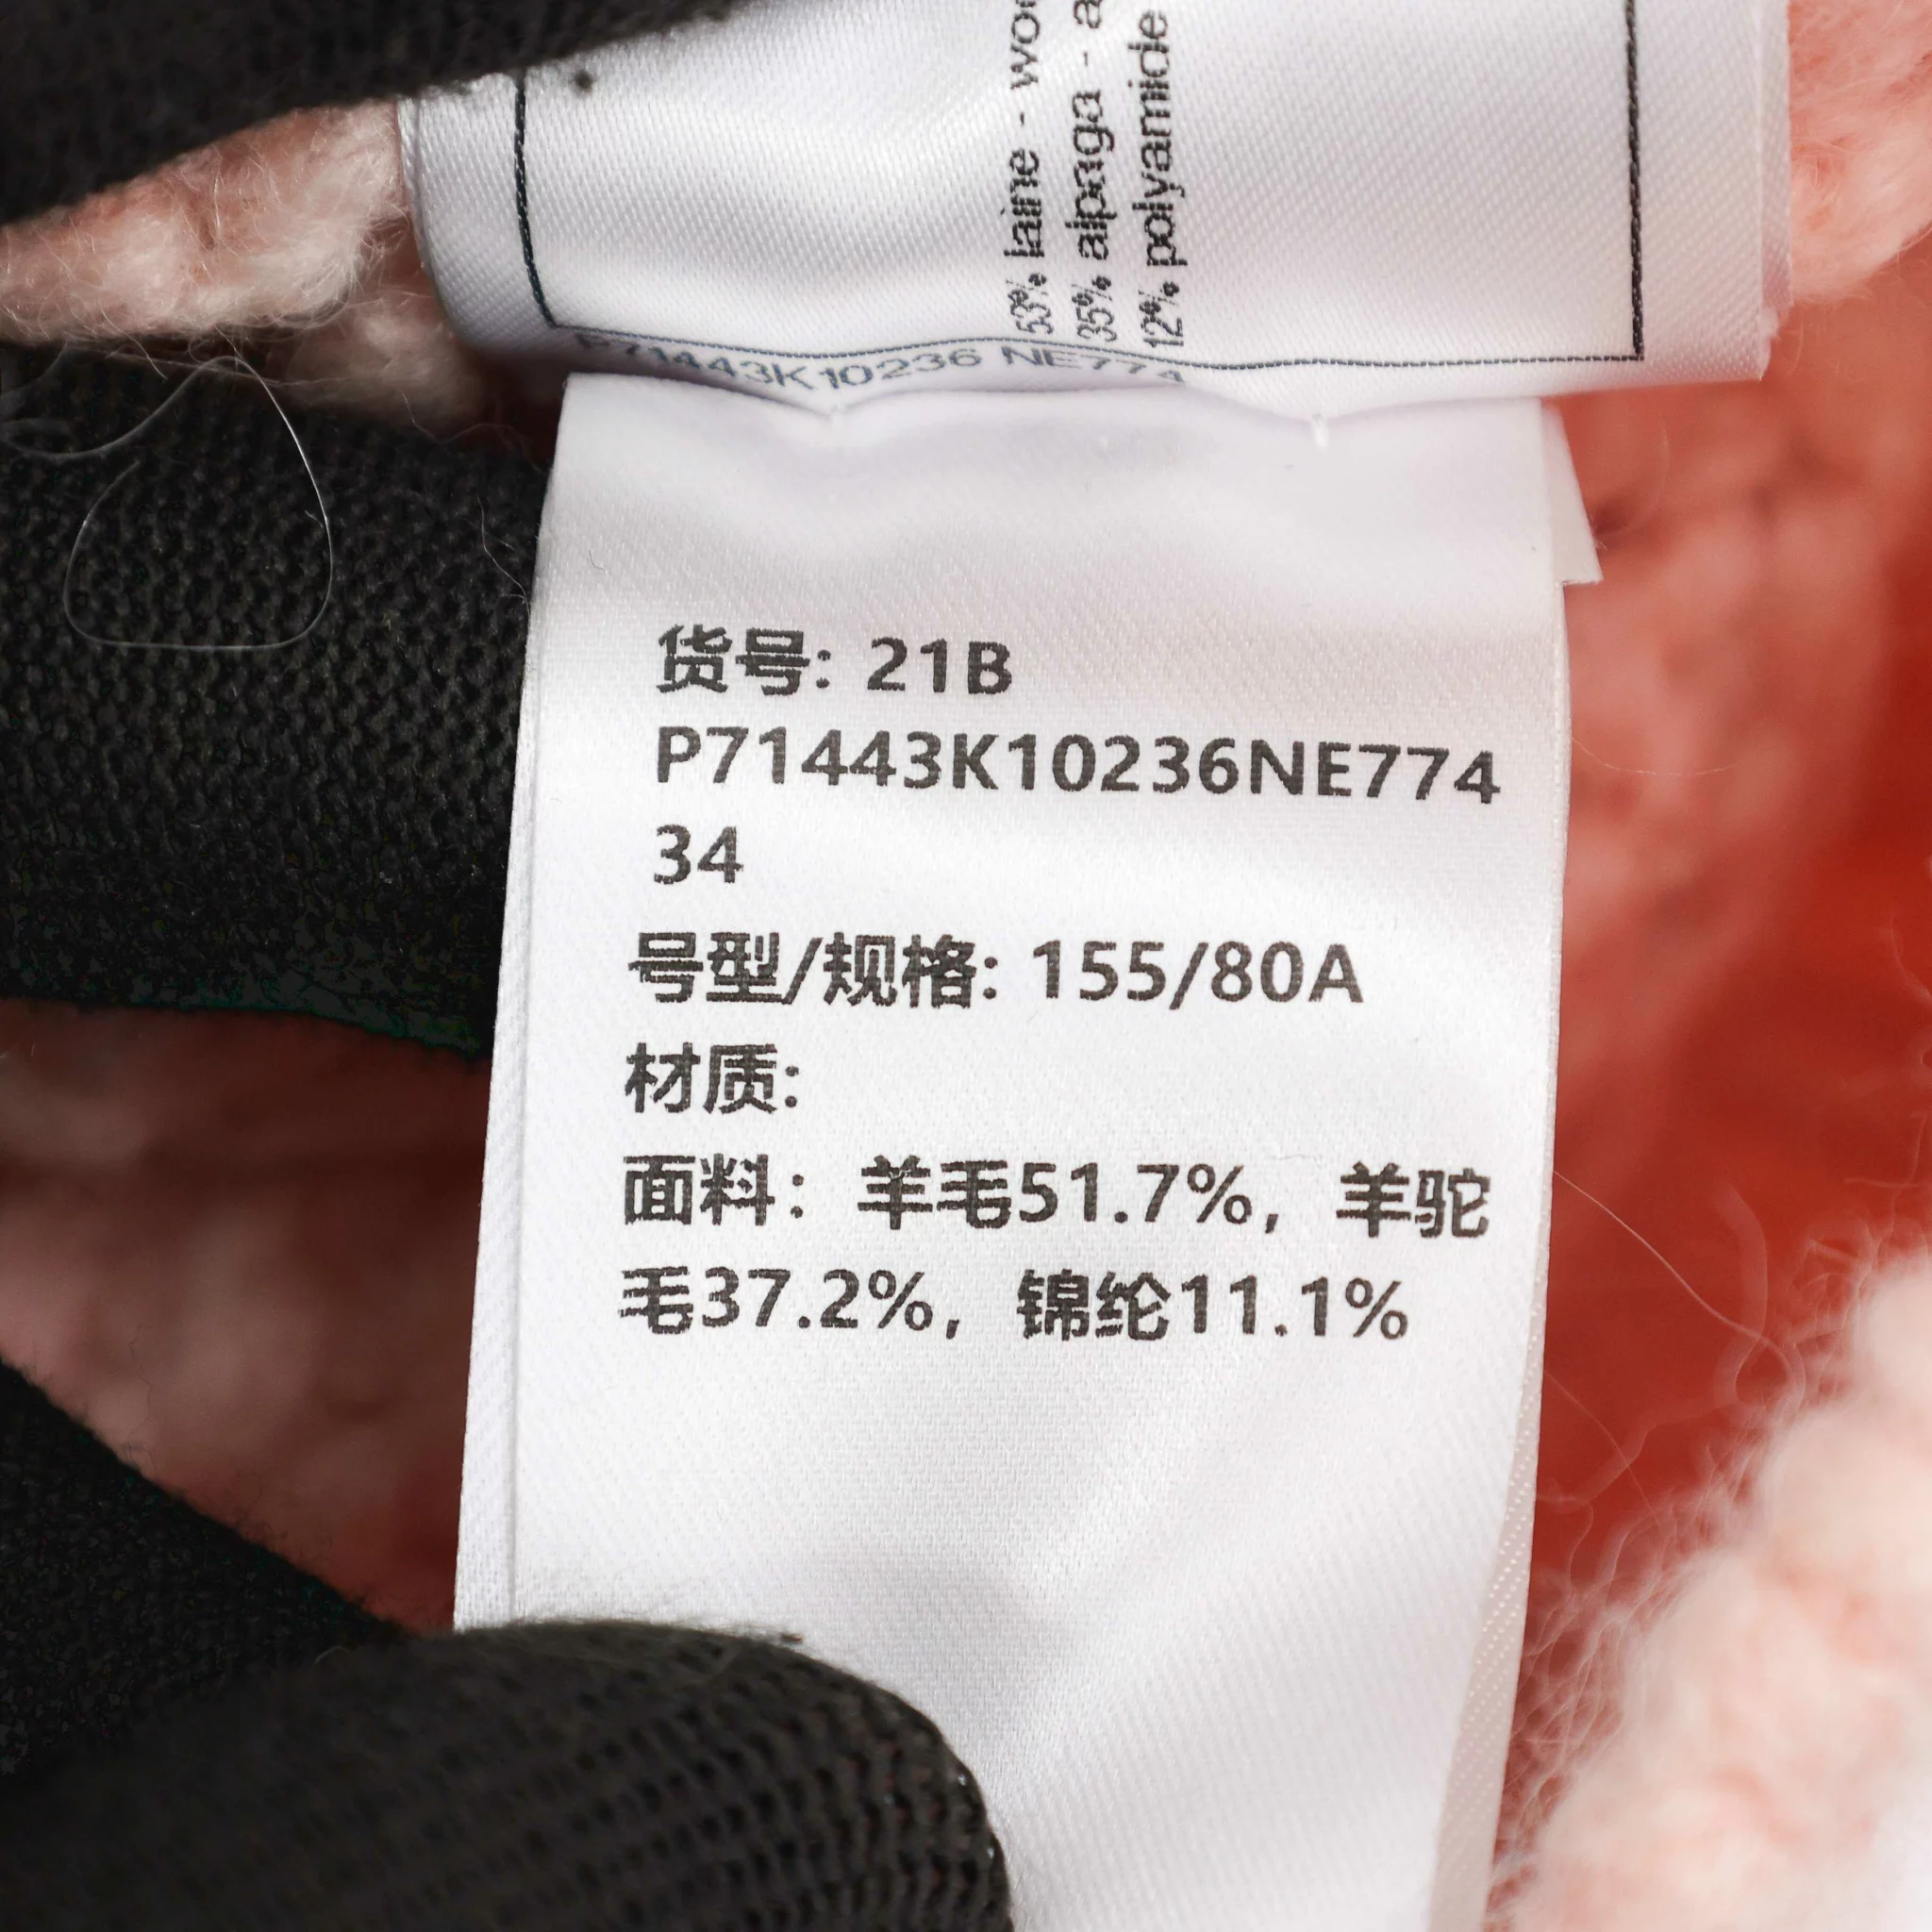 53% laine -
35% alpaga -
12% polyamide
P71443K10236 NE774
货号: 21B
P71443K10236NE774
34
号型/规格: 155/80A
材质:
面料：羊毛51.7%，羊驼
毛37.2%，锦纶11.1%